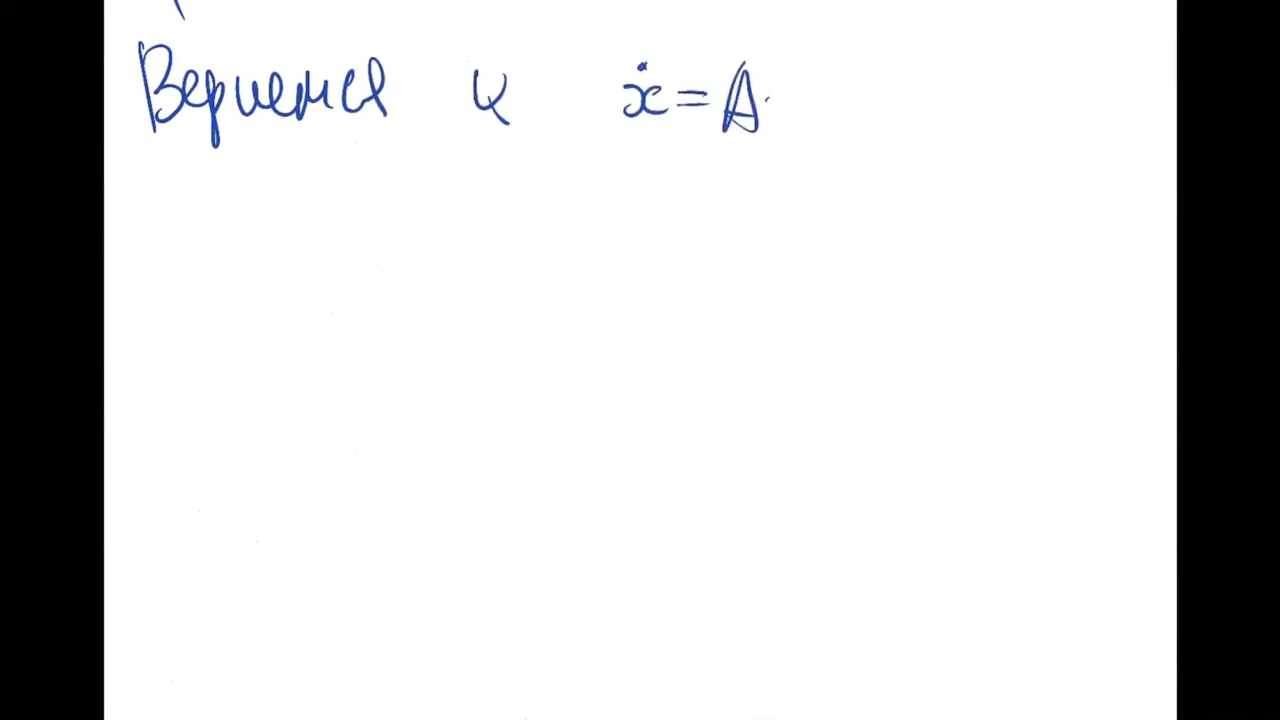 Вернемся к ẋ = A